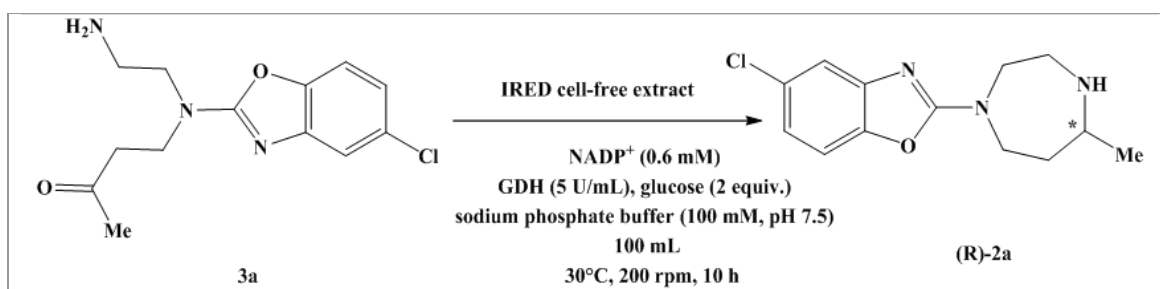 H₂N
O
N
N
Cl
O
Me
3a
IRED cell-free extract
NADP⁺ (0.6 mM)
GDH (5 U/mL), glucose (2 equiv.)
sodium phosphate buffer (100 mM, pH 7.5)
100 mL
30°C, 200 rpm, 10 h
Cl
N
N
NH
O
*
Me
(R)-2a